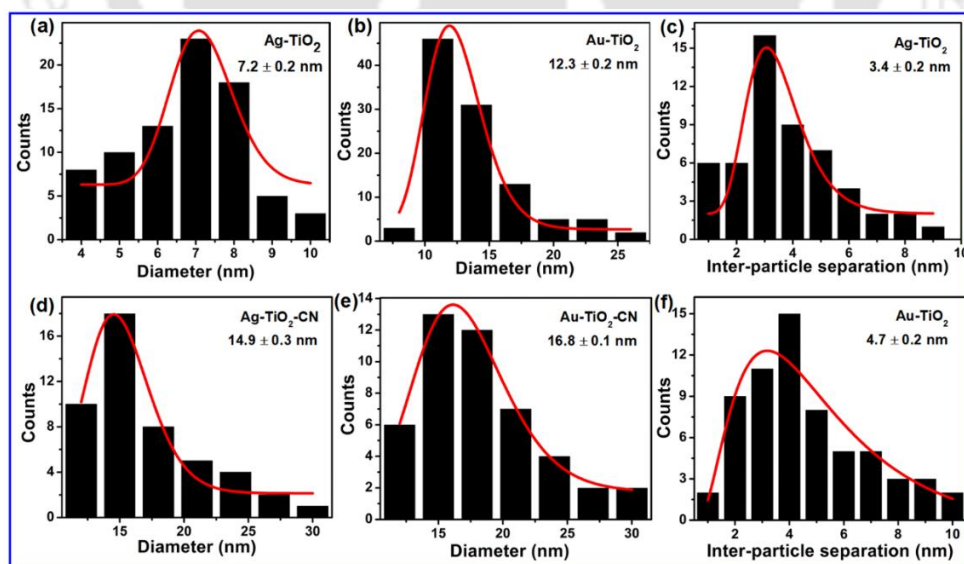 (a)
Ag-TiO₂
7.2 ± 0.2 nm
Counts
20
15
10
5
0
4 5 6 7 8 9 10
Diameter (nm)
(b)
Au-TiO₂
12.3 ± 0.2 nm
Counts
40
30
20
10
0
10 15 20 25
Diameter (nm)
(c)
Ag-TiO₂
3.4 ± 0.2 nm
Counts
15
12
9
6
3
0
2 4 6 8 10
Inter-particle separation (nm)
(d)
Ag-TiO₂-CN
14.9 ± 0.3 nm
Counts
16
12
8
4
0
15 20 25 30
Diameter (nm)
(e)
Au-TiO₂-CN
16.8 ± 0.1 nm
Counts
14
12
10
8
6
4
2
0
15 20 25 30
Diameter (nm)
(f)
Au-TiO₂
4.7 ± 0.2 nm
Counts
15
12
9
6
3
0
2 4 6 8 10
Inter-particle separation (nm)